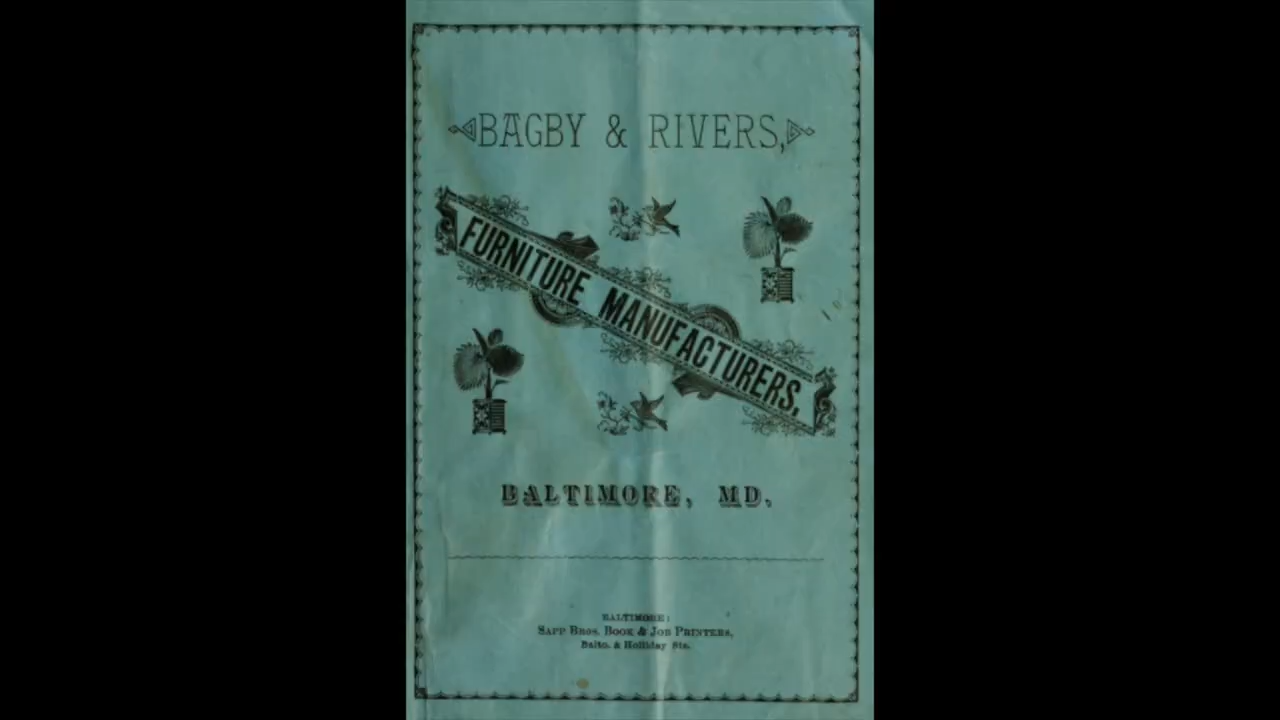 BAGBY & RIVERS,
FURNITURE MANUFACTURERS,
BALTIMORE, MD.
BALTIMORE:
SAPP BROS. BOOK & JOB PRINTERS,
Balto. & Holliday Sts.